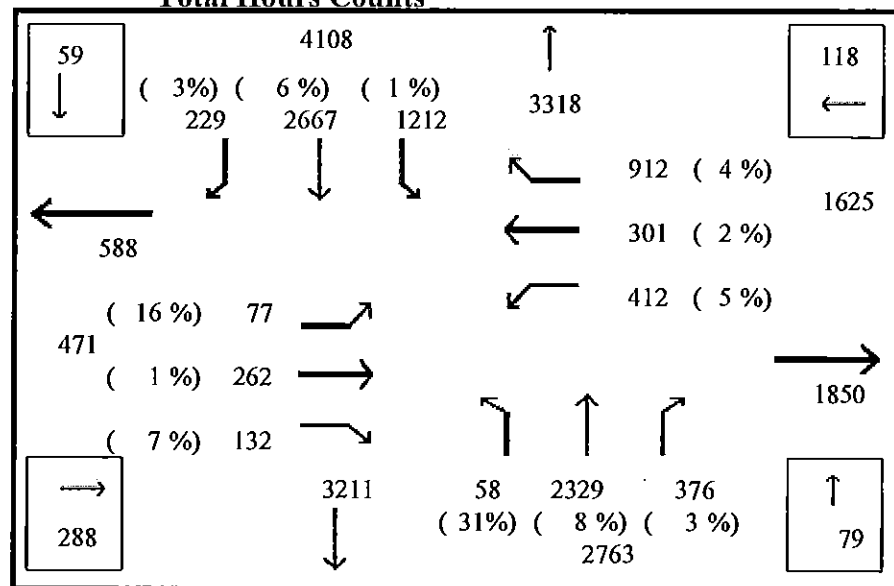 Total Hours Counts
59 4108 118
( 3%) ( 6 %) ( 1 %)
229 2667 1212 3318
912 ( 4 %)
1625
301 ( 2 %)
588
412 ( 5 %)
( 16 %) 77
471
( 1 %) 262
1850
( 7 %) 132
3211 58 2329 376
( 31%) ( 8 %) ( 3 %)
288 2763 79